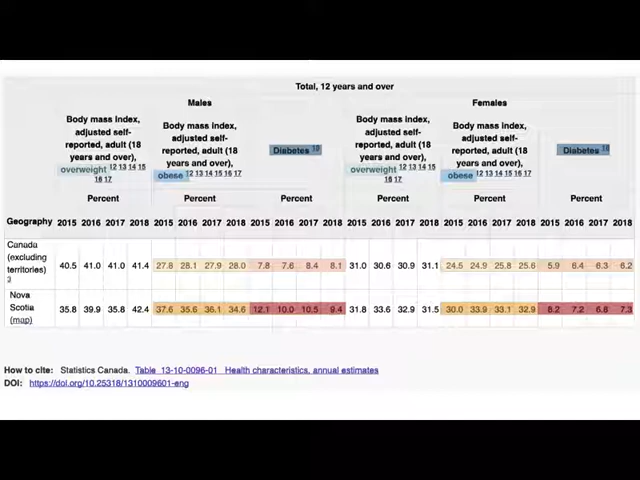 Total, 12 years and over
Males Females
Body mass index, adjusted self-reported, adult (18 years and over), overweight 12 13 14 15 16 17
Body mass index, adjusted self-reported, adult (18 years and over), obese 12 13 14 15 16 17
Diabetes 18
Body mass index, adjusted self-reported, adult (18 years and over), overweight 12 13 14 15 16 17
Body mass index, adjusted self-reported, adult (18 years and over), obese 12 13 14 15 16 17
Diabetes 18
Percent Percent Percent Percent Percent Percent
Geography 2015 2016 2017 2018 2015 2016 2017 2018 2015 2016 2017 2018 2015 2016 2017 2018 2015 2016 2017 2018 2015 2016 2017 2018
Canada (excluding territories) 3 40.5 41.0 41.0 41.4 27.8 28.1 27.9 28.0 7.8 7.6 8.4 8.1 31.0 30.6 30.9 31.1 24.5 24.9 25.8 25.6 5.9 6.4 6.3 6.2
Nova Scotia (map) 35.8 39.9 35.8 42.4 37.6 35.6 36.1 34.6 12.1 10.0 10.5 9.4 31.8 33.6 32.9 31.5 30.0 33.9 33.1 32.9 8.2 7.2 6.8 7.3
How to cite: Statistics Canada. Table 13-10-0096-01 Health characteristics, annual estimates
DOI: https://doi.org/10.25318/1310009601-eng